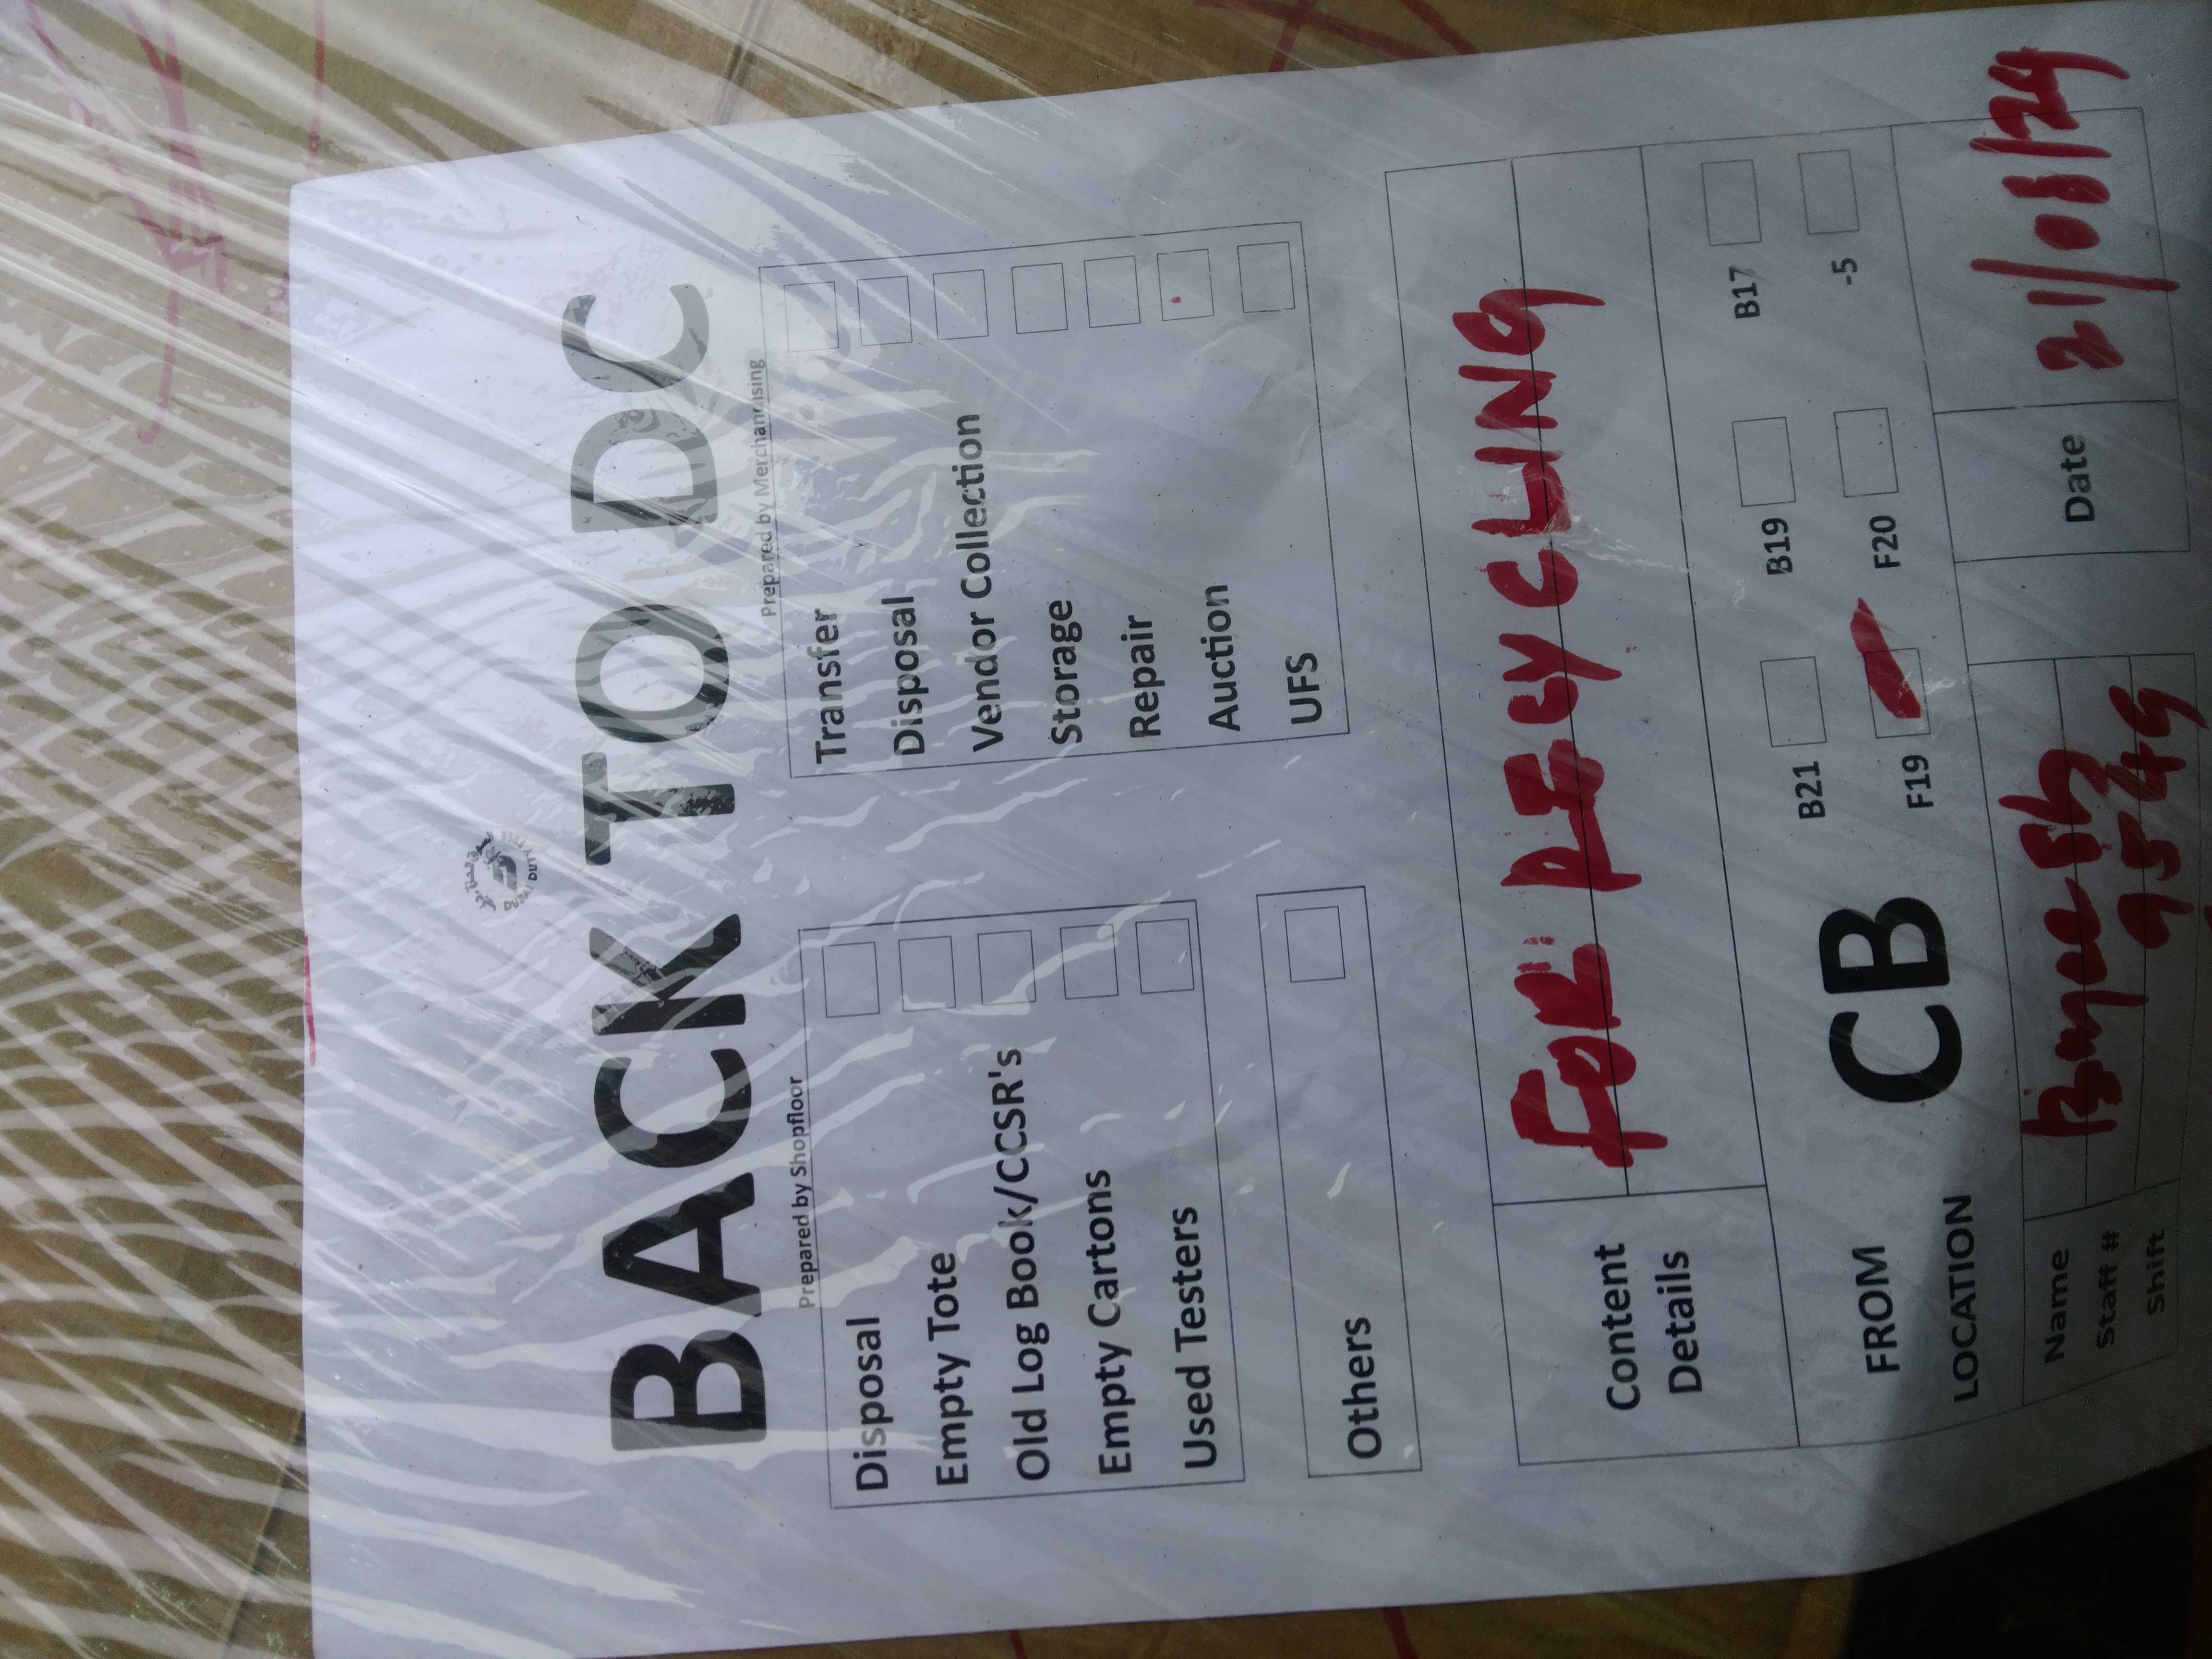 DUBAI DUTY FREE
BACK TO DC
Prepared by Shopfloor
Disposal
Empty Tote
Old Log Book/CCSR's
Empty Cartons
Used Testers
Others
Prepared by Merchandising
Transfer
Disposal
Vendor Collection
Storage
Repair
Auction
UFS
Content
Details
FOR RECYCLING
FROM
LOCATION
CB
B21
B19
B17
F19
F20
-5
Name
Staff #
9549
Shift
Date
21/08/24